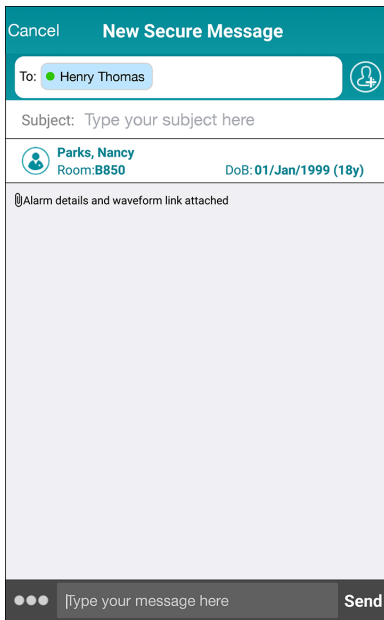 Cancel New Secure Message
To: Henry Thomas
Subject: Type your subject here
Parks, Nancy
Room:B850 DoB: 01/Jan/1999 (18y)
Alarm details and waveform link attached
Type your message here Send